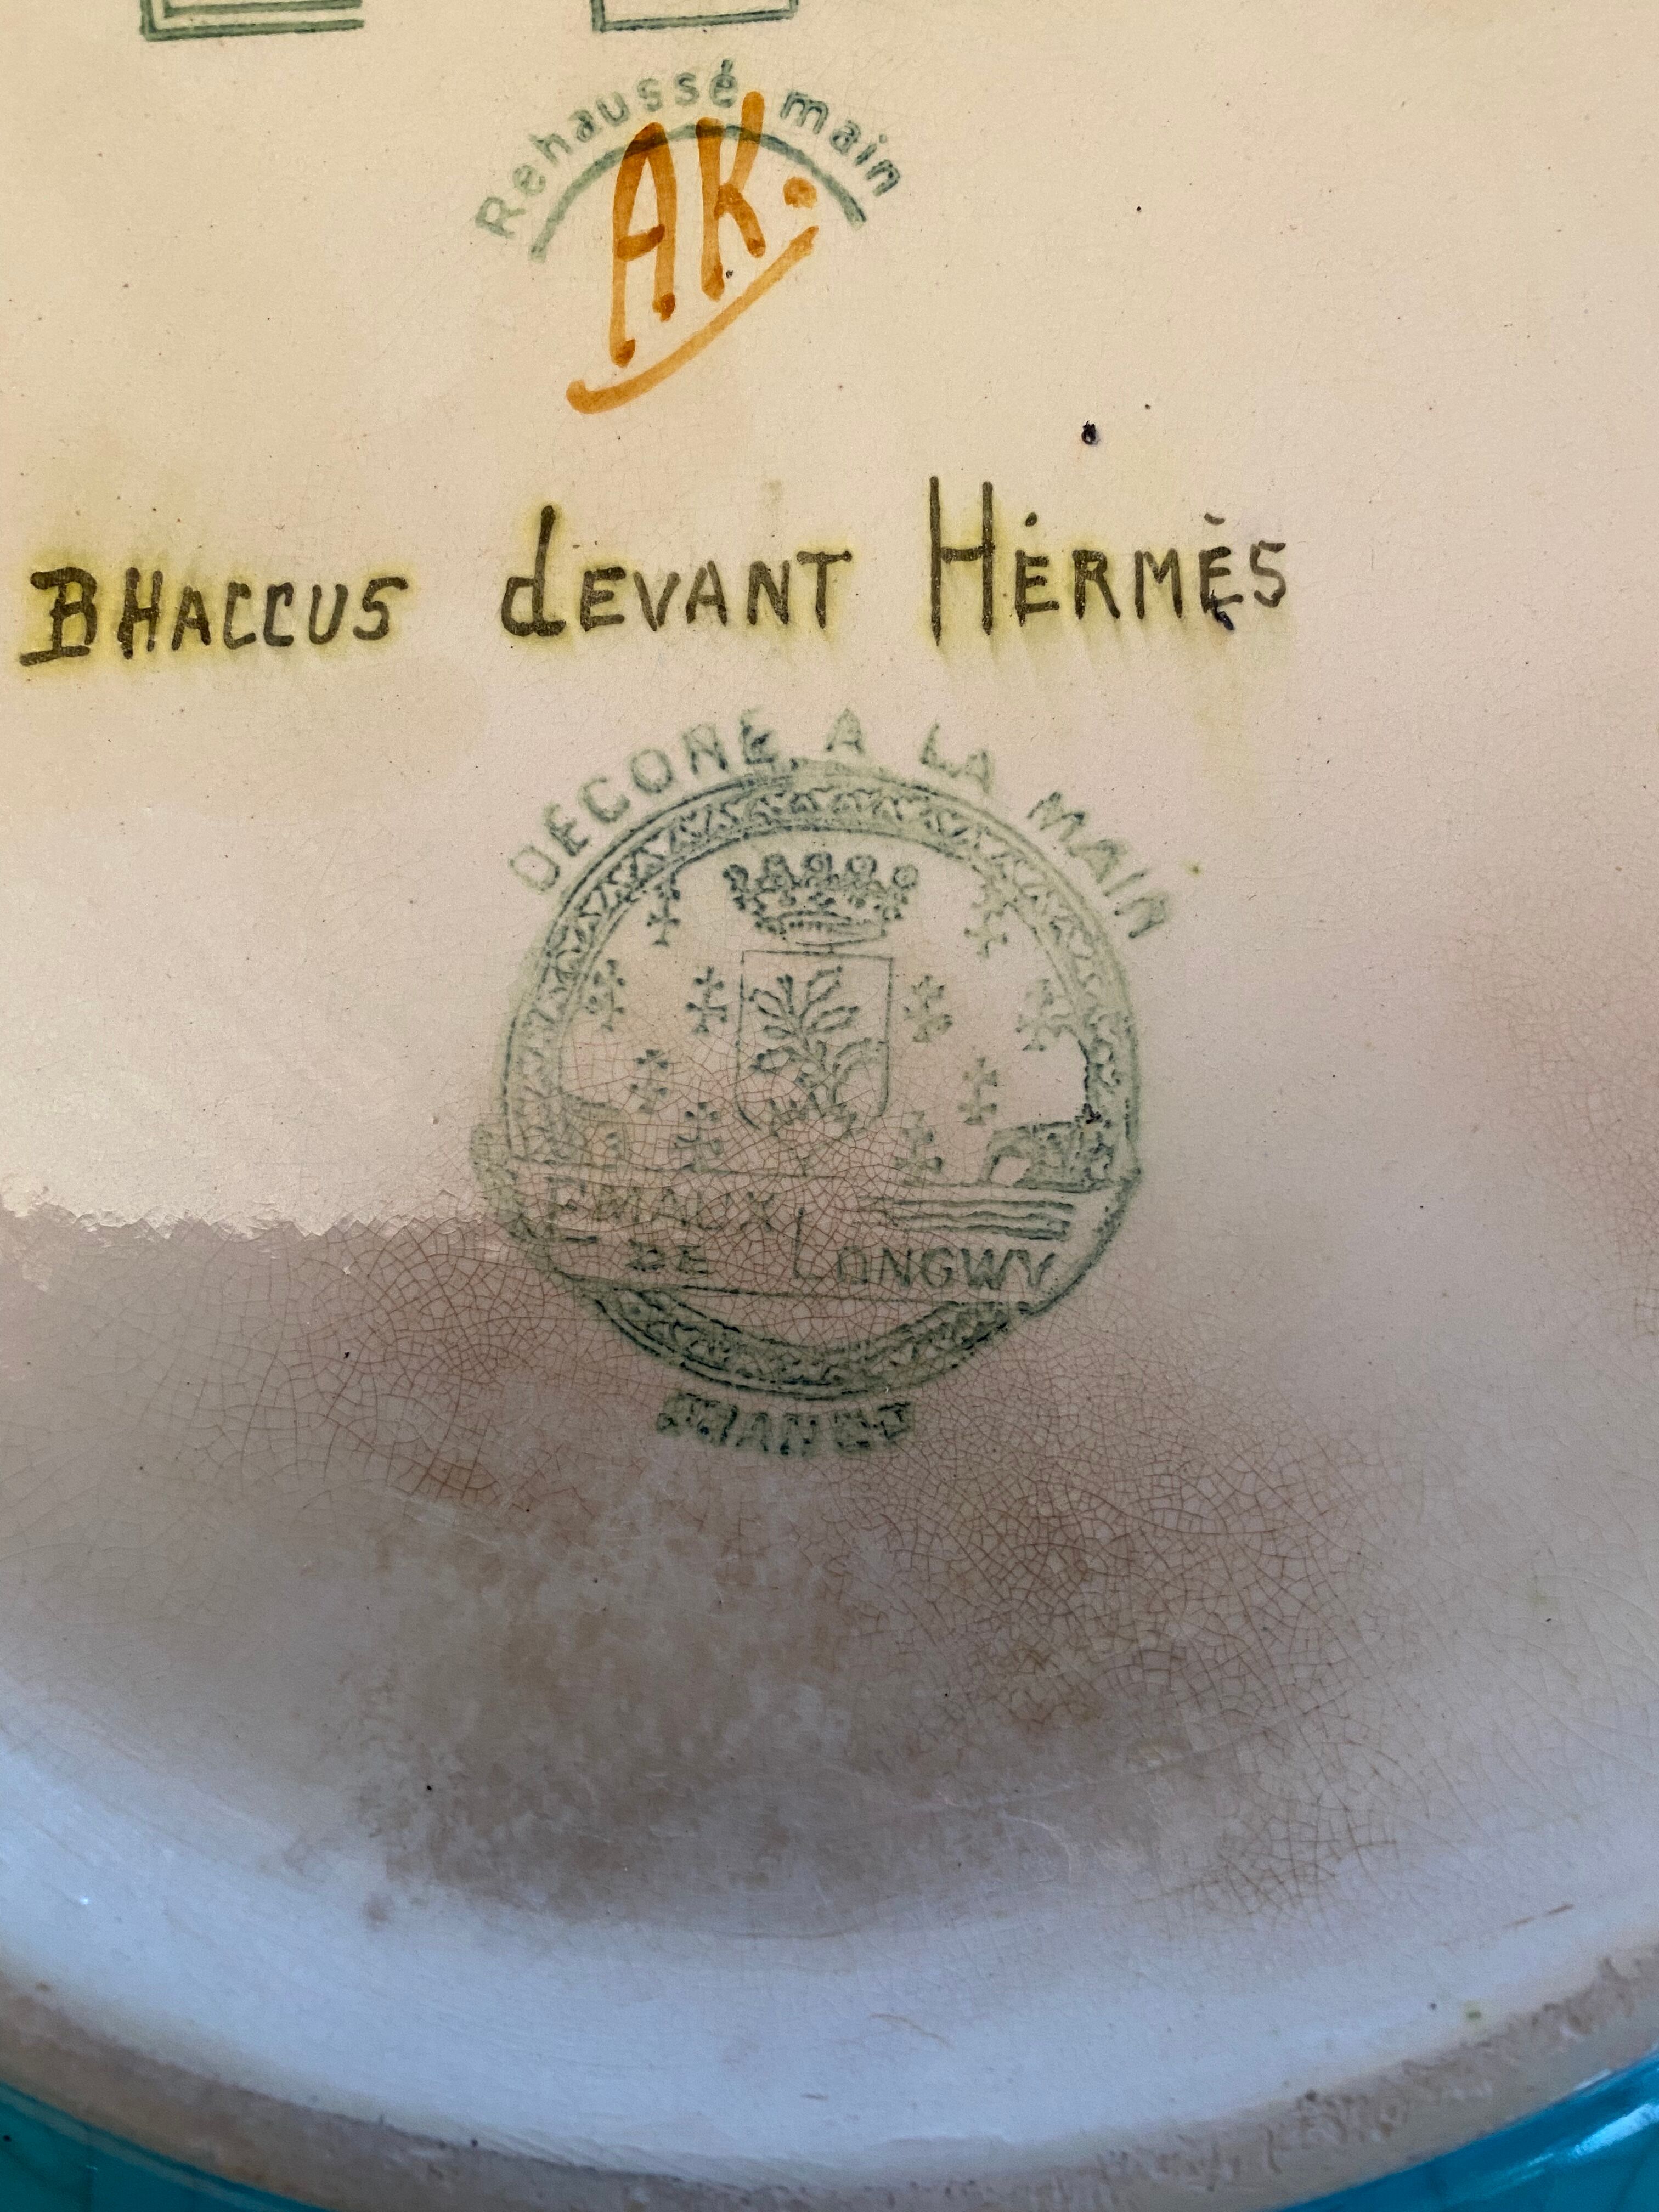 Rehaussé main
AK.
BHACCUS dEVANT HÉRMÈS
DÉCORÉ A LA MAIN
EMAUX
DE LONGWY
FRANCE